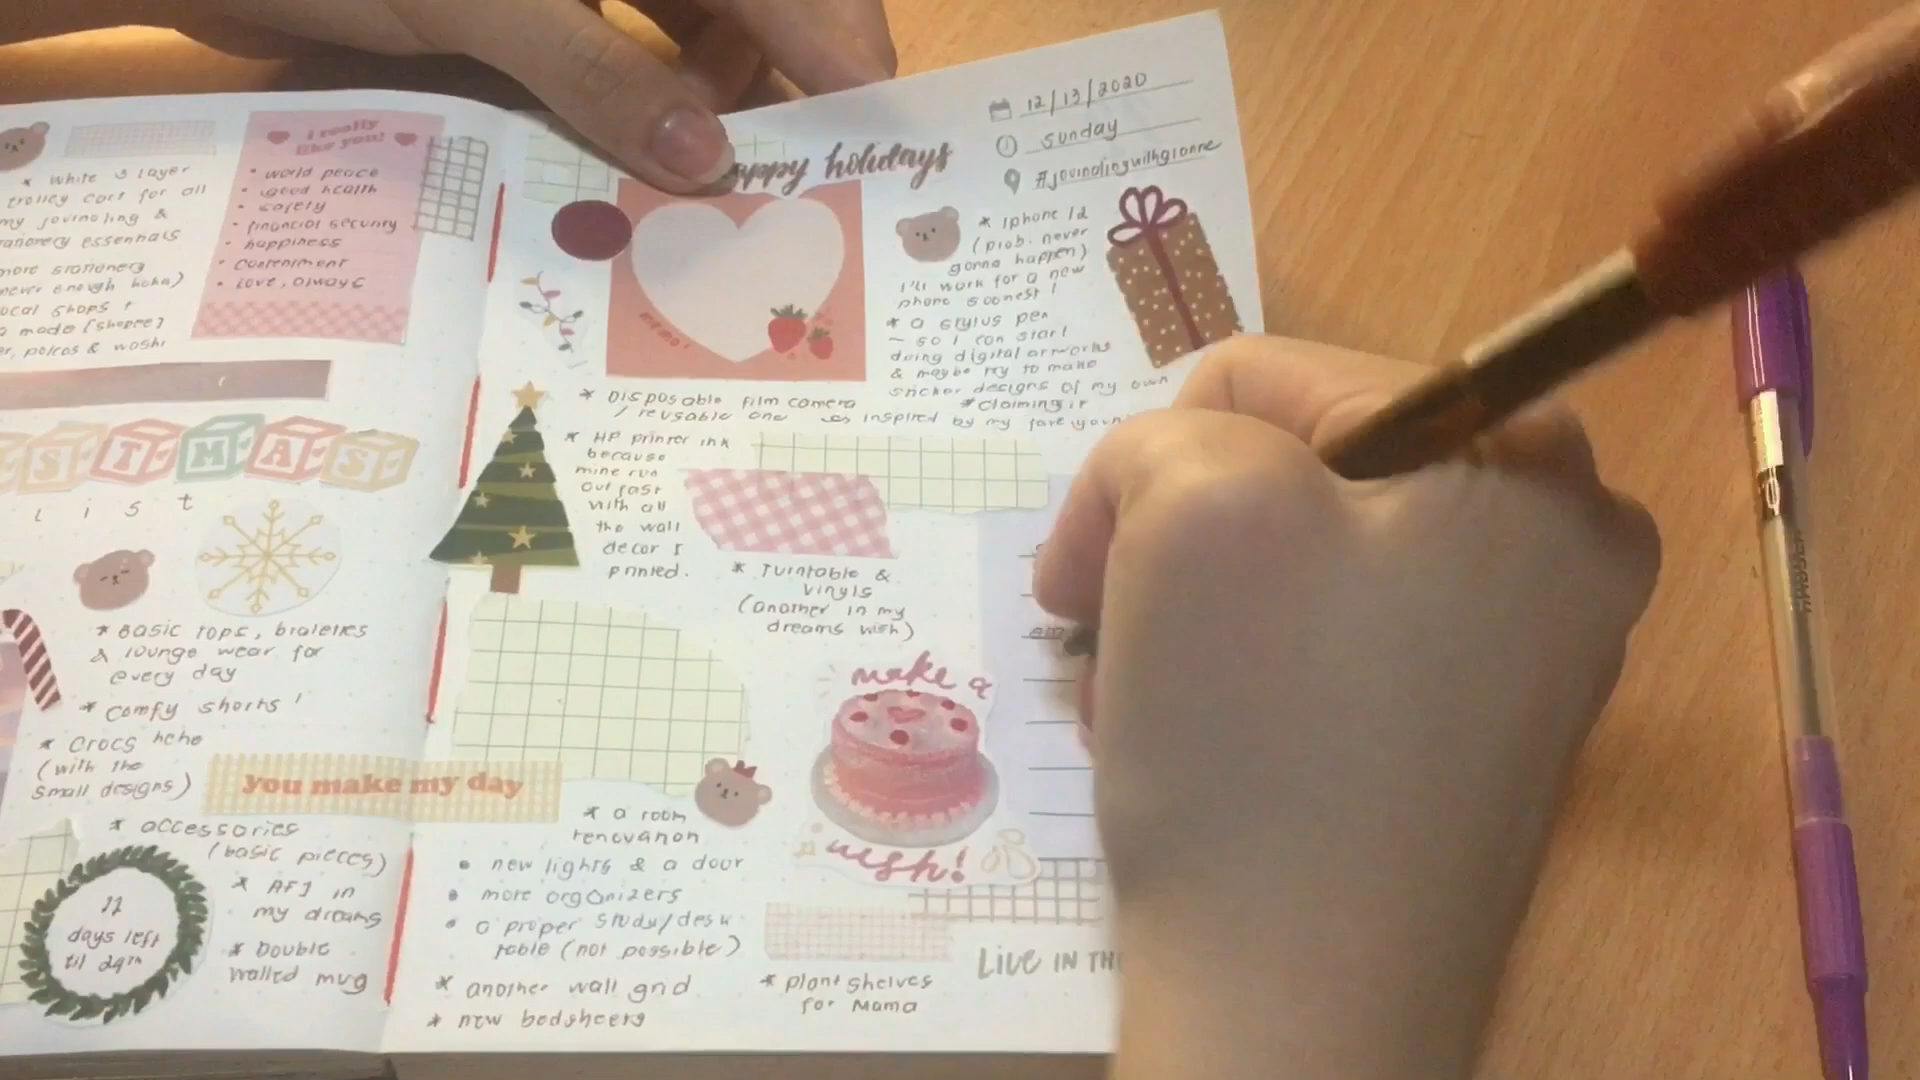 * White 3 layer
trolley cart for all
my journaling &
stationery essentials
more stationery
never enough haha)
local shops &
made [shopee]
polcos & washi
i really
like you!
• world peace
• good health
• safety
• financial security
• happiness
• contentment
• love, always
S T M A S
l i s t
* Basic tops, bralettes
& lounge wear for
every day
* comfy shorts!
* Crocs hehe
(with the
small designs)
you make my day
* accessories
(basic pieces)
* AF1 in
my dreams
* Double
walled mug
11
days left
til 24th
happy holidays
12/13/2020
Sunday
#journalingwithgianne
memo!
* Iphone 12
(prob. never
gonna happen)
I'll work for a new
phone soonest!
* a stylus pen
~ so I can start
doing digital artworks
& maybe try to make
sticker designs of my own
* claiming it
* Disposable film camera
/ reusable one as inspired by my fave
* HP printer ink
because
mine run
out fast
with all
the wall
decor I
printed.
* Turntable &
vinyls
(another in my
dreams wish)
make a
wish!
* a room
renovation
• new lights & a door
• more organizers
• a proper study/desk
table (not possible)
* another wall grid
* new bedsheets
* plant shelves
for Mama
Live IN THE